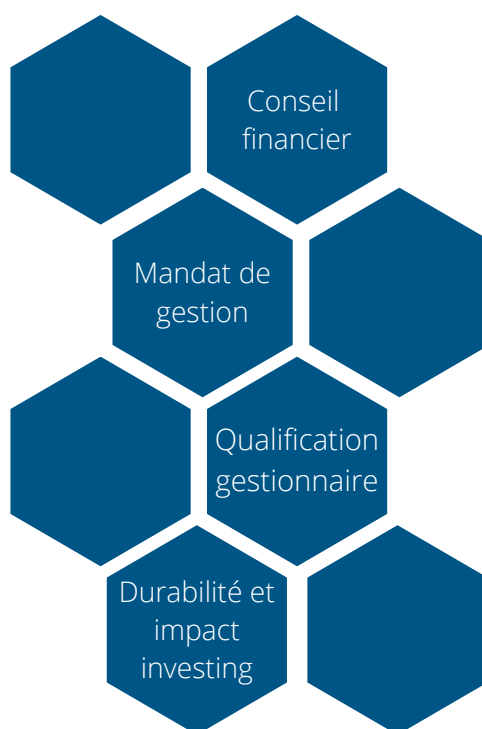 Conseil
financier
Mandat de
gestion
Qualification
gestionnaire
Durabilité et
impact
investing